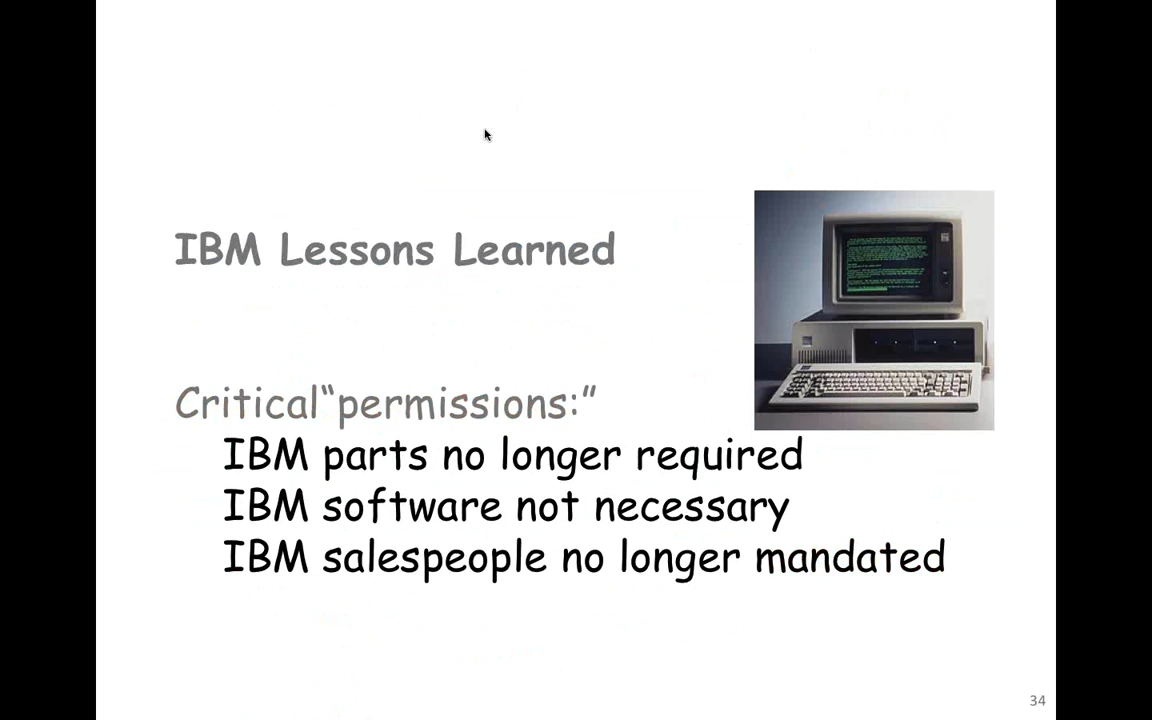 IBM Lessons Learned
Critical“permissions:”
IBM parts no longer required
IBM software not necessary
IBM salespeople no longer mandated
34